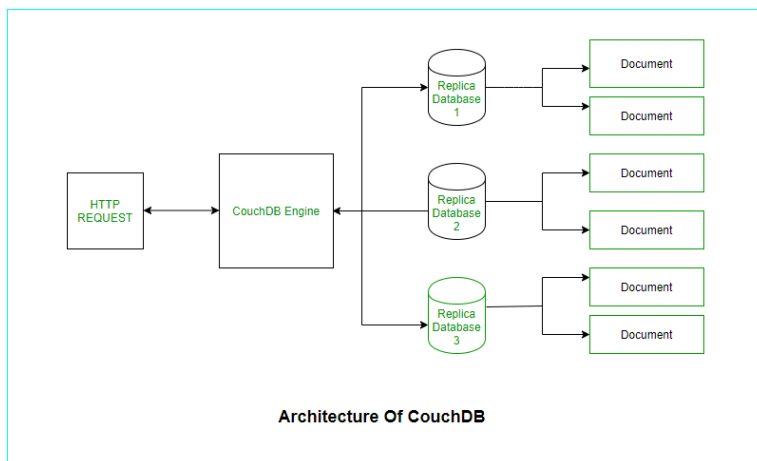 HTTP
REQUEST
CouchDB Engine
Replica
Database
1
Document
Document
Replica
Database
2
Document
Document
Replica
Database
3
Document
Document
Architecture Of CouchDB